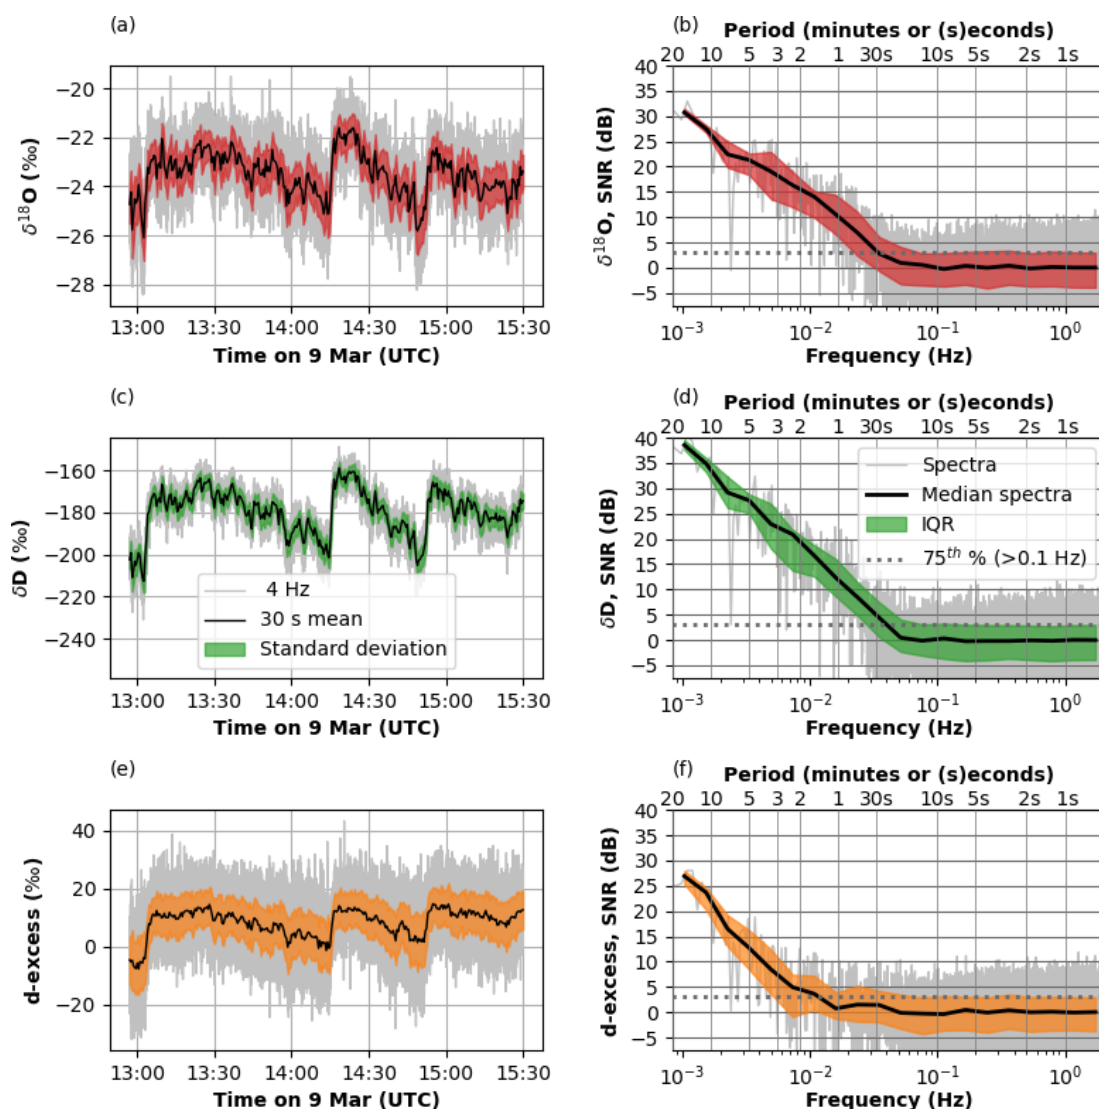 (a)
−20
−22
−24
−26
−28
δ¹⁸O (‰)
13:00 13:30 14:00 14:30 15:00 15:30
Time on 9 Mar (UTC)
(b)
Period (minutes or (s)econds)
20 10 5 3 2 1 30s 10s 5s 2s 1s
40
35
30
25
20
15
10
5
0
−5
δ¹⁸O, SNR (dB)
10⁻³ 10⁻² 10⁻¹ 10⁰
Frequency (Hz)
(c)
−160
−180
−200
−220
−240
δD (‰)
4 Hz
30 s mean
Standard deviation
13:00 13:30 14:00 14:30 15:00 15:30
Time on 9 Mar (UTC)
(d)
Period (minutes or (s)econds)
20 10 5 3 2 1 30s 10s 5s 2s 1s
40
35
30
25
20
15
10
5
0
−5
δD, SNR (dB)
Spectra
Median spectra
IQR
75ᵗʰ % (>0.1 Hz)
10⁻³ 10⁻² 10⁻¹ 10⁰
Frequency (Hz)
(e)
40
20
0
−20
d-excess (‰)
13:00 13:30 14:00 14:30 15:00 15:30
Time on 9 Mar (UTC)
(f)
Period (minutes or (s)econds)
20 10 5 3 2 1 30s 10s 5s 2s 1s
40
35
30
25
20
15
10
5
0
−5
d-excess, SNR (dB)
10⁻³ 10⁻² 10⁻¹ 10⁰
Frequency (Hz)